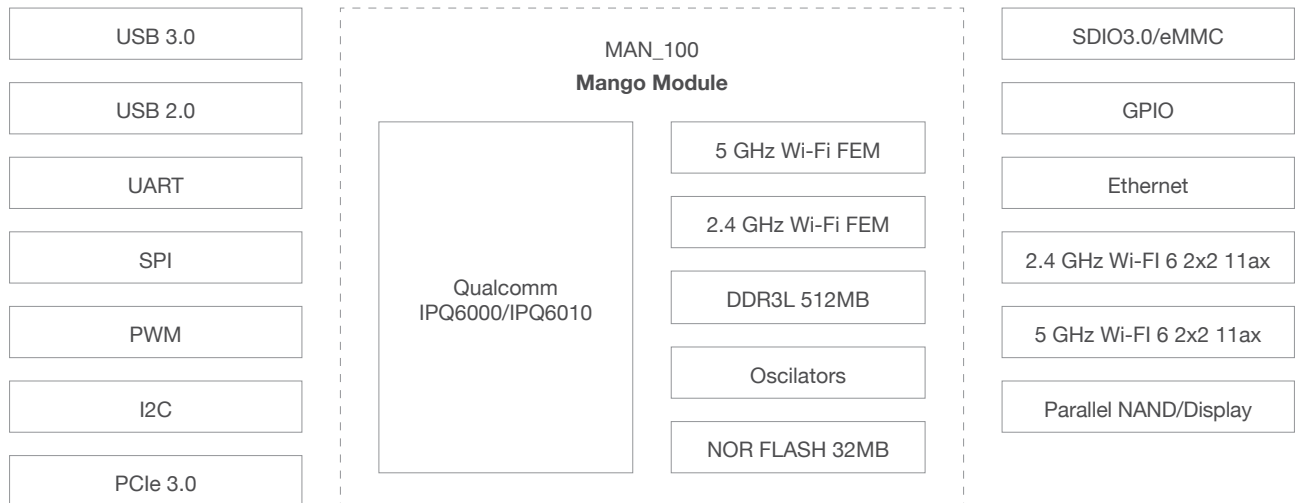 USB 3.0
USB 2.0
UART
SPI
PWM
I2C
PCIe 3.0
MAN_100
Mango Module
Qualcomm
IPQ6000/IPQ6010
5 GHz Wi-Fi FEM
2.4 GHz Wi-Fi FEM
DDR3L 512MB
Oscilators
NOR FLASH 32MB
SDIO3.0/eMMC
GPIO
Ethernet
2.4 GHz Wi-FI 6 2x2 11ax
5 GHz Wi-FI 6 2x2 11ax
Parallel NAND/Display